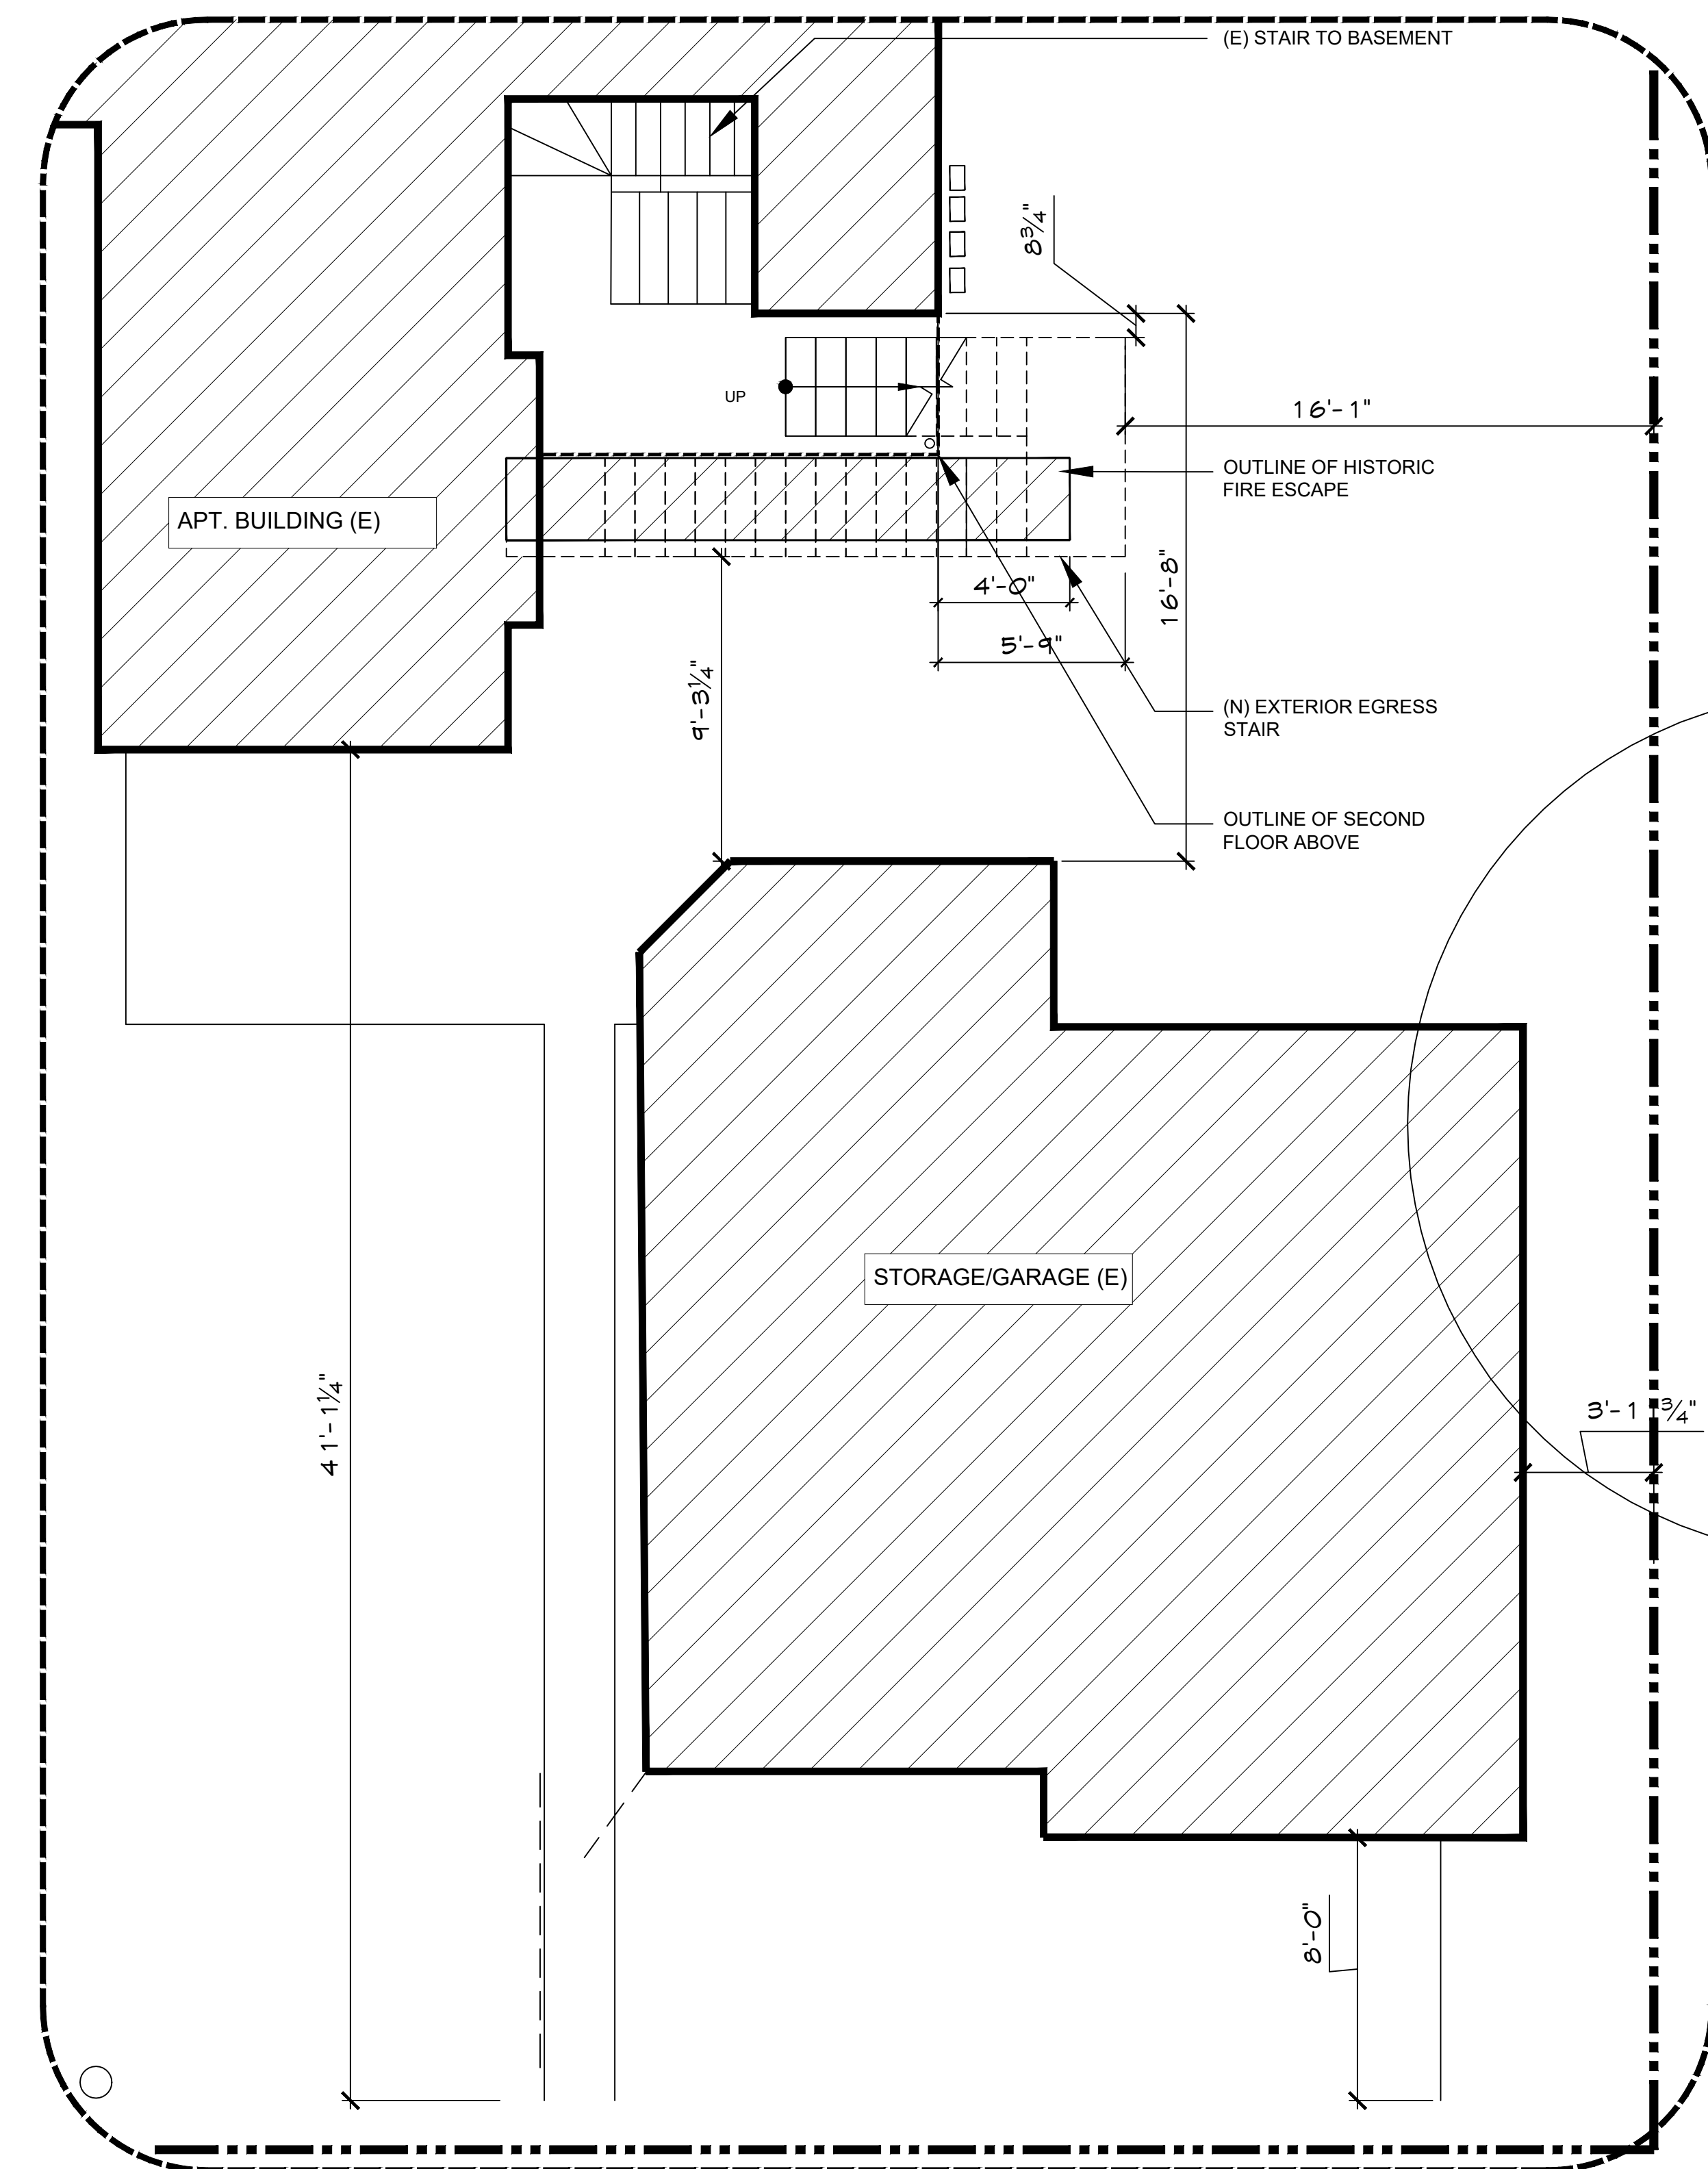 (E) STAIR TO BASEMENT
8¾"
UP
16'-1"
OUTLINE OF HISTORIC
FIRE ESCAPE
APT. BUILDING (E)
4'-0"
16'-8"
5'-9"
9'-3¼"
(N) EXTERIOR EGRESS
STAIR
OUTLINE OF SECOND
FLOOR ABOVE
STORAGE/GARAGE (E)
41'-1¼"
3'-1¾"
8'-0"